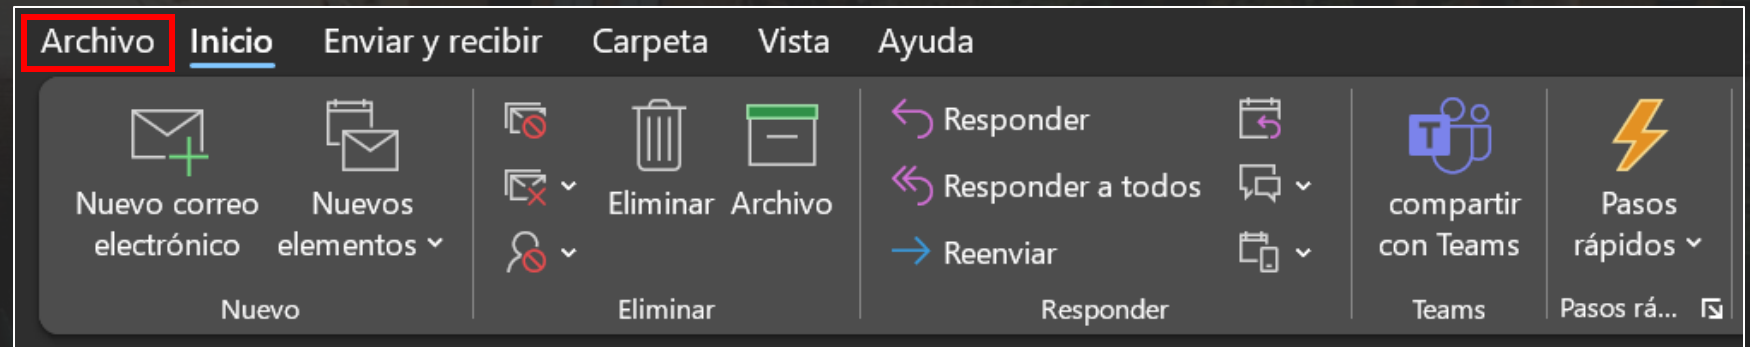 Archivo Inicio Enviar y recibir Carpeta Vista Ayuda
Nuevo correo
electrónico
Nuevos
elementos
Eliminar
Archivo
Responder
Responder a todos
Reenviar
compartir
con Teams
Pasos
rápidos
Nuevo
Eliminar
Responder
Teams
Pasos rá...